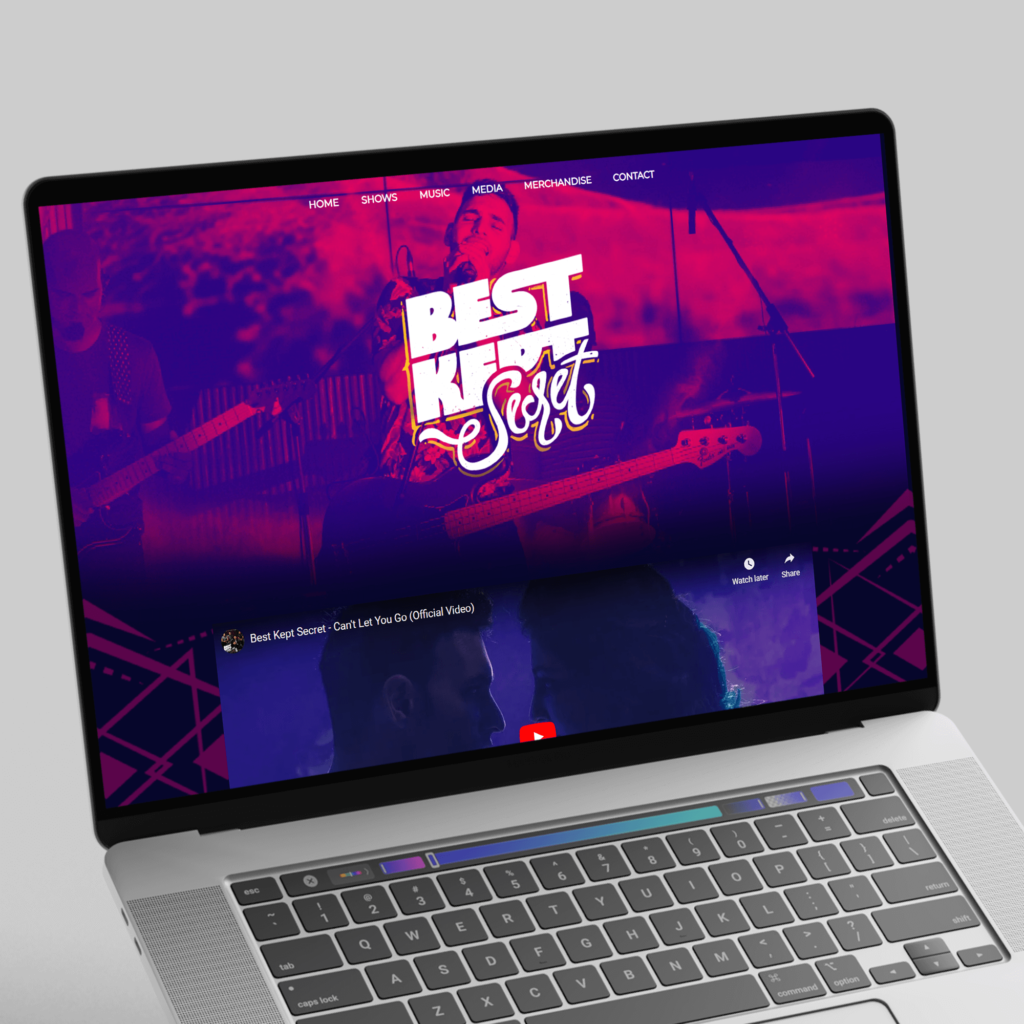 HOME SHOWS MUSIC MEDIA MERCHANDISE CONTACT
BEST
KEPT
Secret
Watch later Share
Best Kept Secret - Can't Let You Go (Official Video)
esc
~ ! @ # $ % ^ & * ( ) - + delete
` 1 2 3 4 5 6 7 8 9 0 =
tab Q W E R T Y U I O P { } \
caps lock A S D F G H J K L : " return
Z X C V B N M < > ? shift
, . /
⌘ ⌥
command option